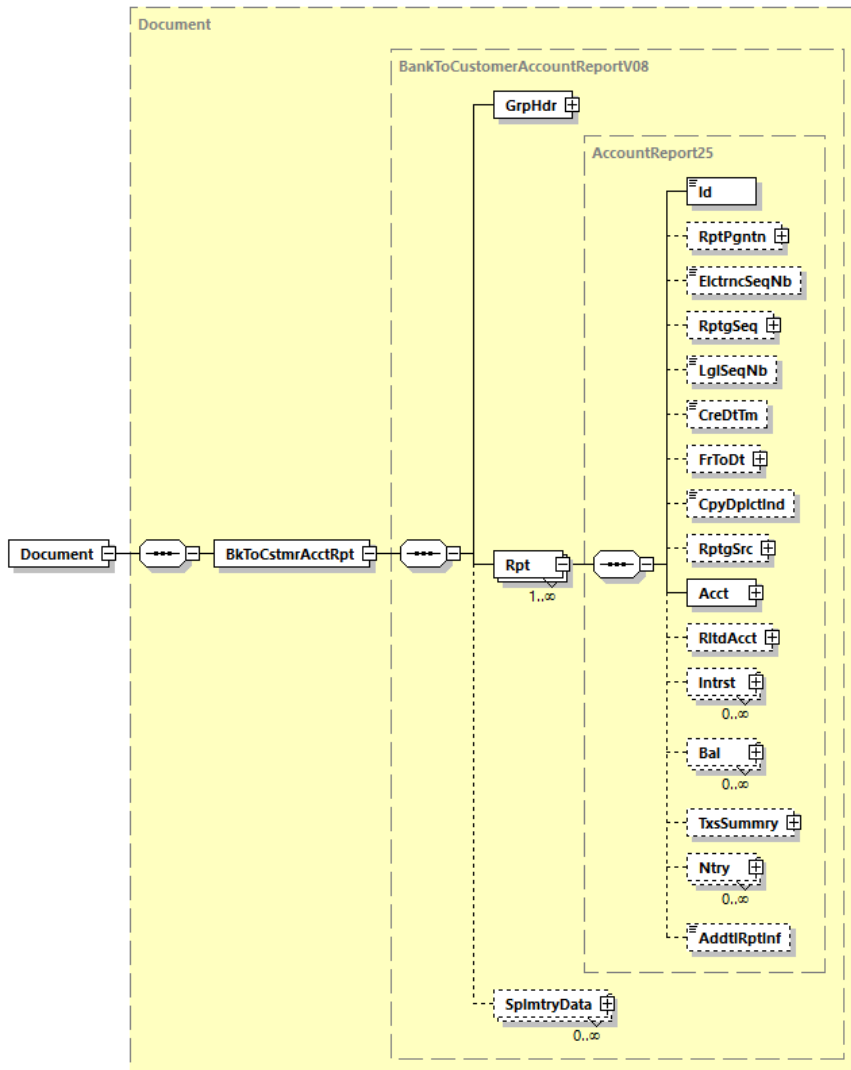 Document
BankToCustomerAccountReportV08
GrpHdr
AccountReport25
Id
RptPgntn
ElctrncSeqNb
RptgSeq
LglSeqNb
CreDtTm
FrToDt
CpyDplctInd
Document
BkToCstmrAcctRpt
Rpt
1..∞
RptgSrc
Acct
RltdAcct
Intrst
0..∞
Bal
0..∞
TxsSummry
Ntry
0..∞
AddtlRptInf
SplmtryData
0..∞